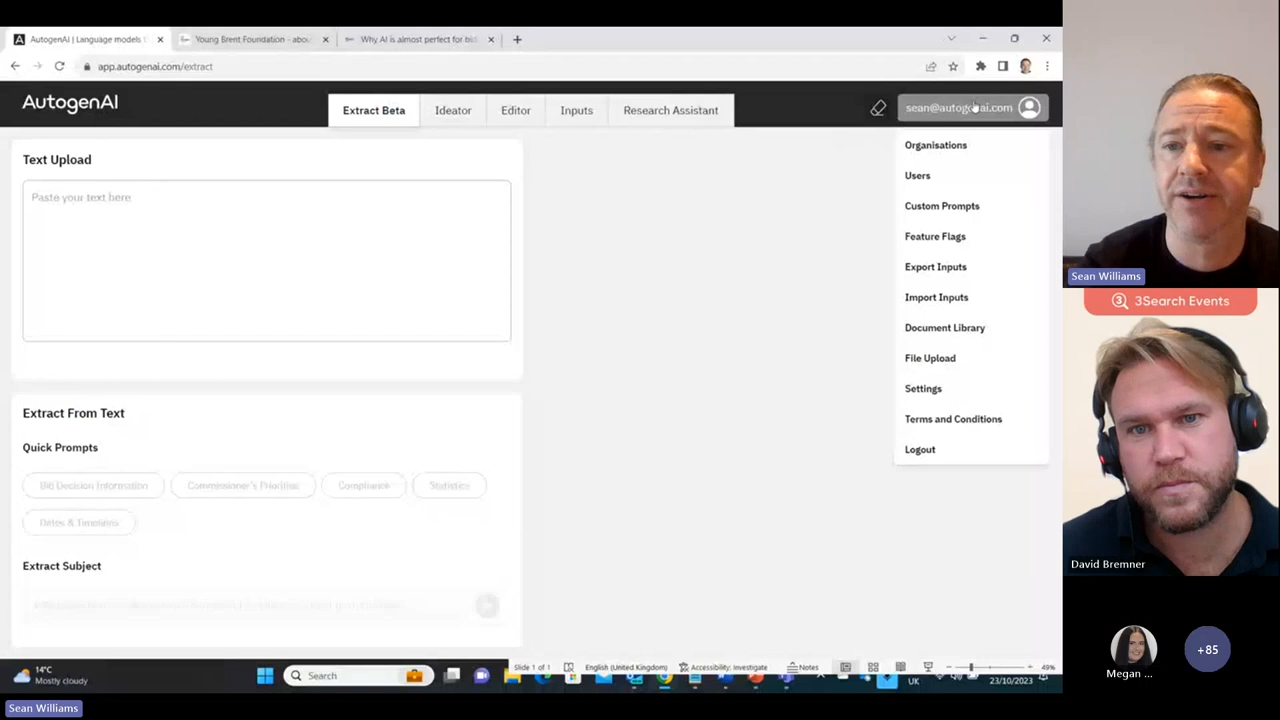 AutogenAI | Language models t
Young Brent Foundation - abou
Why AI is almost perfect for bid
app.autogenai.com/extract
AutogenAI
Extract Beta
Ideator
Editor
Inputs
Research Assistant
sean@autogenai.com
Text Upload
Paste your text here
Organisations
Users
Custom Prompts
Feature Flags
Export Inputs
Import Inputs
Document Library
File Upload
Settings
Terms and Conditions
Logout
Extract From Text
Quick Prompts
Bid Decision Information
Commissioner's Priorities
Compliance
Statistics
Dates & Timelines
Extract Subject
14°C
Mostly cloudy
Search
Slide 1 of 1
English (United Kingdom)
Accessibility: Investigate
Notes
49%
UK
23/10/2023
Sean Williams
3Search Events
David Bremner
Megan ...
+85
Sean Williams